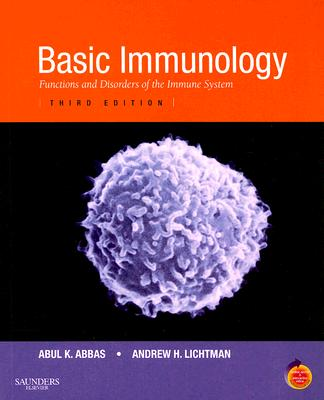 Basic Immunology
Functions and Disorders of the Immune System
THIRD EDITION
ABUL K. ABBAS • ANDREW H. LICHTMAN
SAUNDERS
ELSEVIER